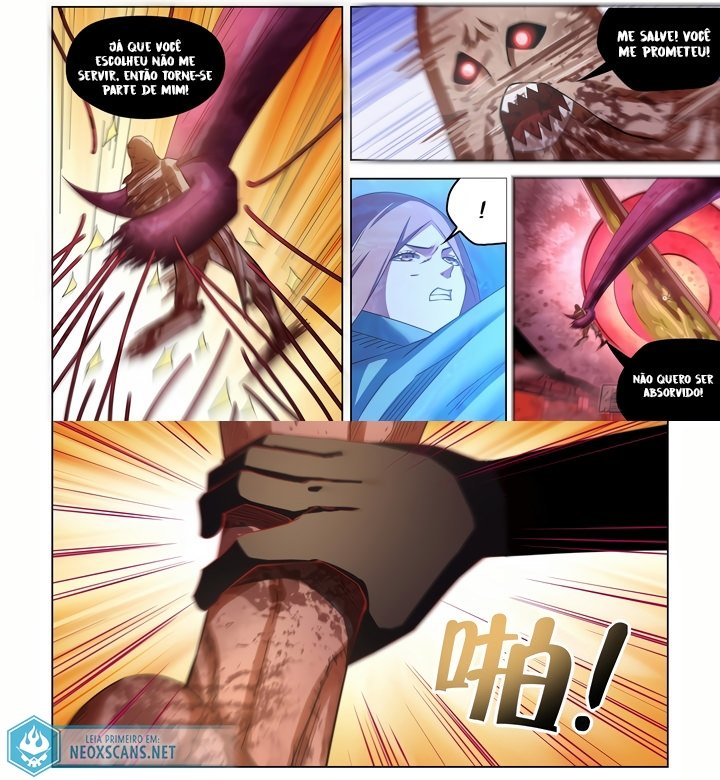 JÁ QUE VOCÊ
ESCOLHEU NÃO ME
SERVIR, ENTÃO TORNE-SE
PARTE DE MIM!
ME SALVE! VOCÊ
ME PROMETEU!
!
NÃO QUERO SER
ABSORVIDO!
啪!
LEIA PRIMEIRO EM:
NEOXSCANS.NET